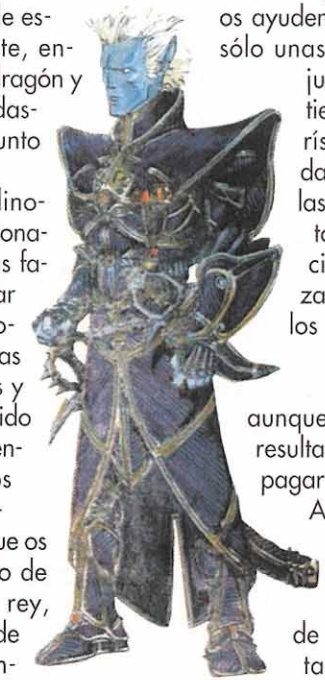 e es-
te, en-
ragón y
das-
unto
lino-
ona-
s fa-
ar
o-
as
s y
ido
en-
os
-
ue os
o de
rey,
de
n-
os ayuden
sólo unas
ju
tie
rís
da
las
ta
ci
za
los
aunque
resulta
pagar
A
de
ta